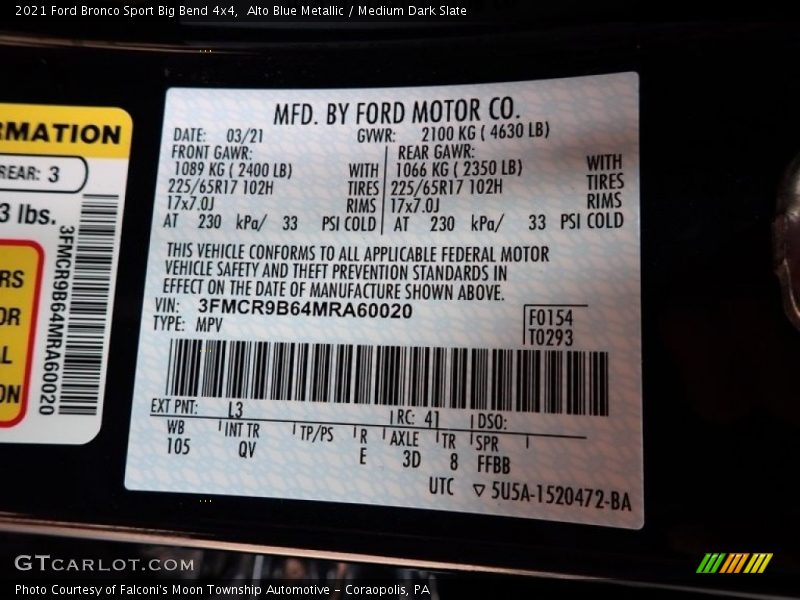 2021 Ford Bronco Sport Big Bend 4x4,  Alto Blue Metallic / Medium Dark Slate
RMATION
REAR: 3
3 lbs.
RS
OR
L
ON
3FMCR9B64MRA60020
MFD. BY FORD MOTOR CO.
DATE: 03/21 GVWR: 2100 KG ( 4630 LB)
FRONT GAWR: REAR GAWR:
1089 KG ( 2400 LB) WITH 1066 KG ( 2350 LB) WITH
225/65R17 102H TIRES 225/65R17 102H TIRES
17x7.0J RIMS 17x7.0J RIMS
AT 230 kPa/ 33 PSI COLD AT 230 kPa/ 33 PSI COLD
THIS VEHICLE CONFORMS TO ALL APPLICABLE FEDERAL MOTOR
VEHICLE SAFETY AND THEFT PREVENTION STANDARDS IN
EFFECT ON THE DATE OF MANUFACTURE SHOWN ABOVE.
VIN: 3FMCR9B64MRA60020
TYPE: MPV
F0154
T0293
EXT PNT: L3 RC: 41 DSO:
WB INT TR TP/PS R AXLE TR SPR
105 QV E 3D 8 FFBB
UTC ▽ 5U5A-1520472-BA
GTCARLOT.COM
Photo Courtesy of Falconi's Moon Township Automotive - Coraopolis, PA